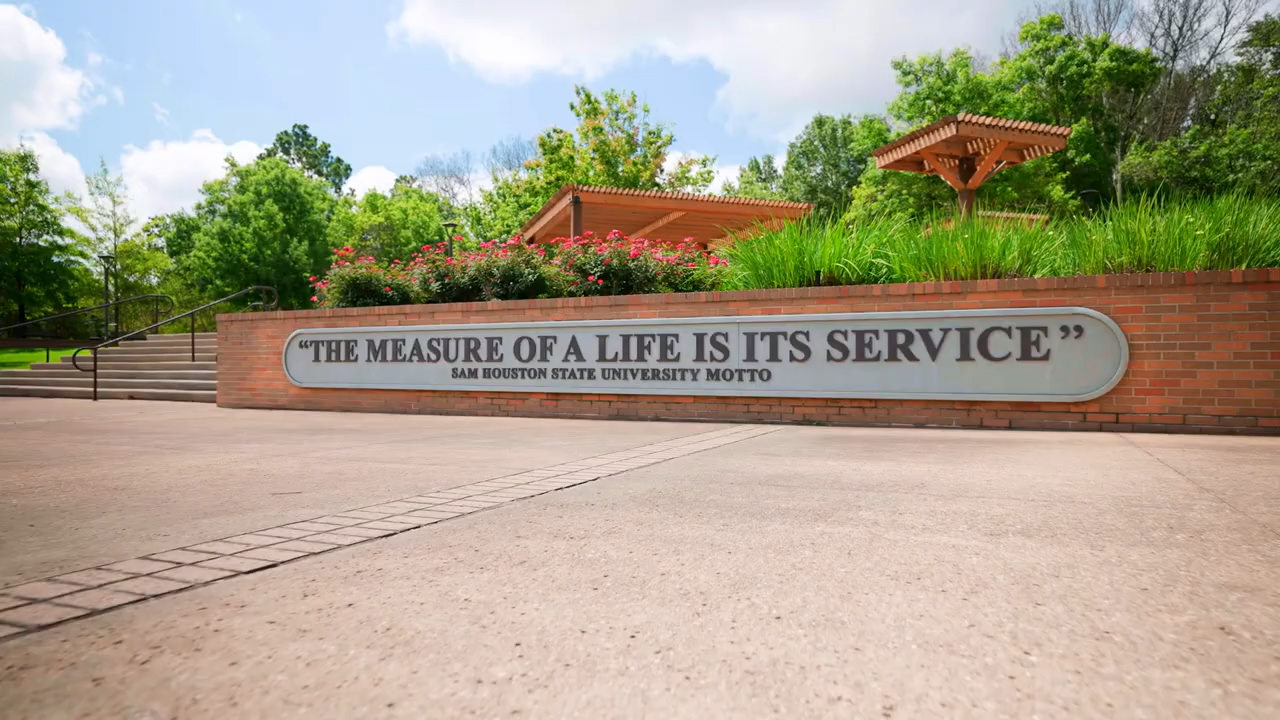 “THE MEASURE OF A LIFE IS ITS SERVICE”
SAM HOUSTON STATE UNIVERSITY MOTTO